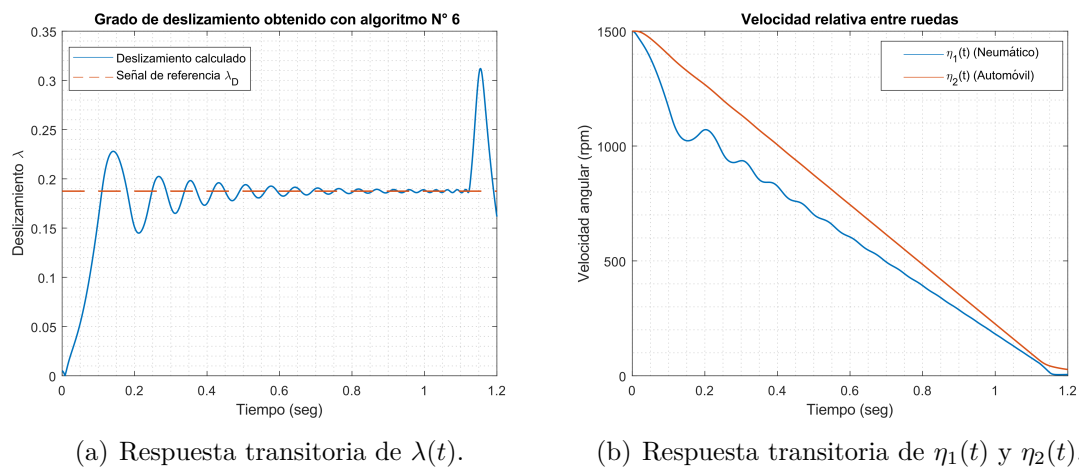 Grado de deslizamiento obtenido con algoritmo N° 6
0.35
0.3
0.25
0.2
0.15
0.1
0.05
0
Deslizamiento λ
Deslizamiento calculado
Señal de referencia λ_D
0 0.2 0.4 0.6 0.8 1 1.2
Tiempo (seg)
(a) Respuesta transitoria de λ(t).
Velocidad relativa entre ruedas
1500
1000
500
0
Velocidad angular (rpm)
η_1(t) (Neumático)
η_2(t) (Automóvil)
0 0.2 0.4 0.6 0.8 1 1.2
Tiempo (seg)
(b) Respuesta transitoria de η_1(t) y η_2(t).